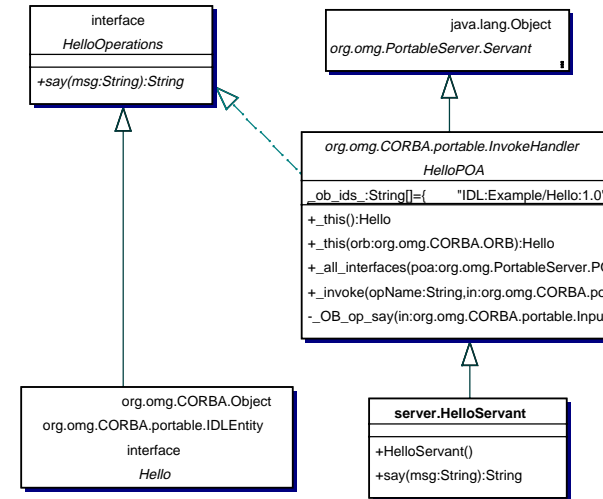 interface
HelloOperations
+say(msg:String):String
java.lang.Object
org.omg.PortableServer.Servant
org.omg.CORBA.portable.InvokeHandler
HelloPOA
_ob_ids_:String[]={ "IDL:Example/Hello:1.0"
+_this():Hello
+_this(orb:org.omg.CORBA.ORB):Hello
+_all_interfaces(poa:org.omg.PortableServer.PO
+_invoke(opName:String,in:org.omg.CORBA.po
-_OB_op_say(in:org.omg.CORBA.portable.Inpu
org.omg.CORBA.Object
org.omg.CORBA.portable.IDLEntity
interface
Hello
server.HelloServant
+HelloServant()
+say(msg:String):String